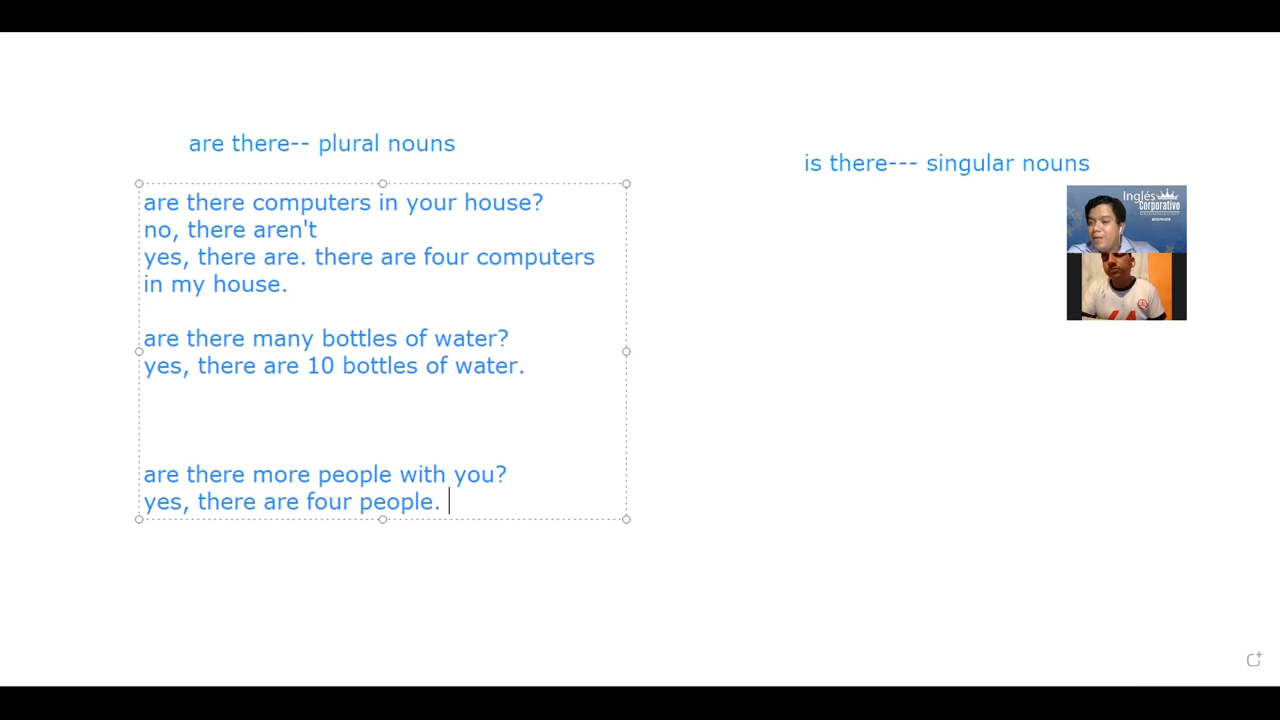 are there-- plural nouns
is there--- singular nouns
are there computers in your house?
no, there aren't
yes, there are. there are four computers
in my house.
are there many bottles of water?
yes, there are 10 bottles of water.
are there more people with you?
yes, there are four people.
Inglés
Corporativo